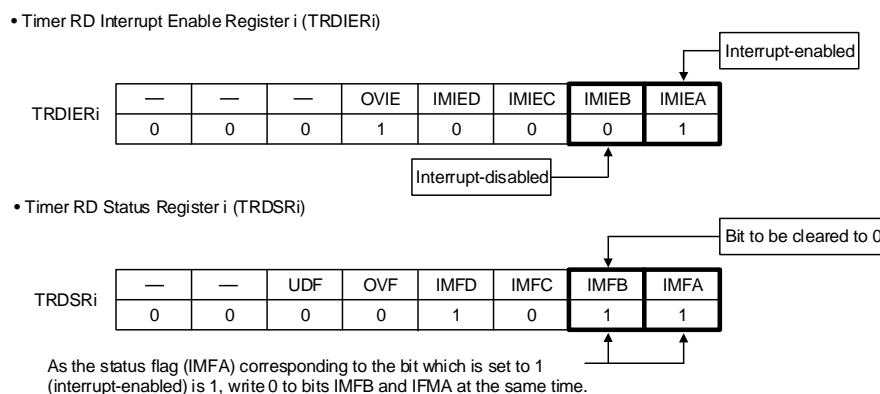 • Timer RD Interrupt Enable Register i (TRDIERi)
Interrupt-enabled
TRDIERi
— — — OVIE IMIED IMIEC IMIEB IMIEA
0 0 0 1 0 0 0 1
Interrupt-disabled
• Timer RD Status Register i (TRDSRi)
Bit to be cleared to 0
TRDSRi
— — UDF OVF IMFD IMFC IMFB IMFA
0 0 0 0 1 0 1 1
As the status flag (IMFA) corresponding to the bit which is set to 1
(interrupt-enabled) is 1, write 0 to bits IMFB and IFMA at the same time.